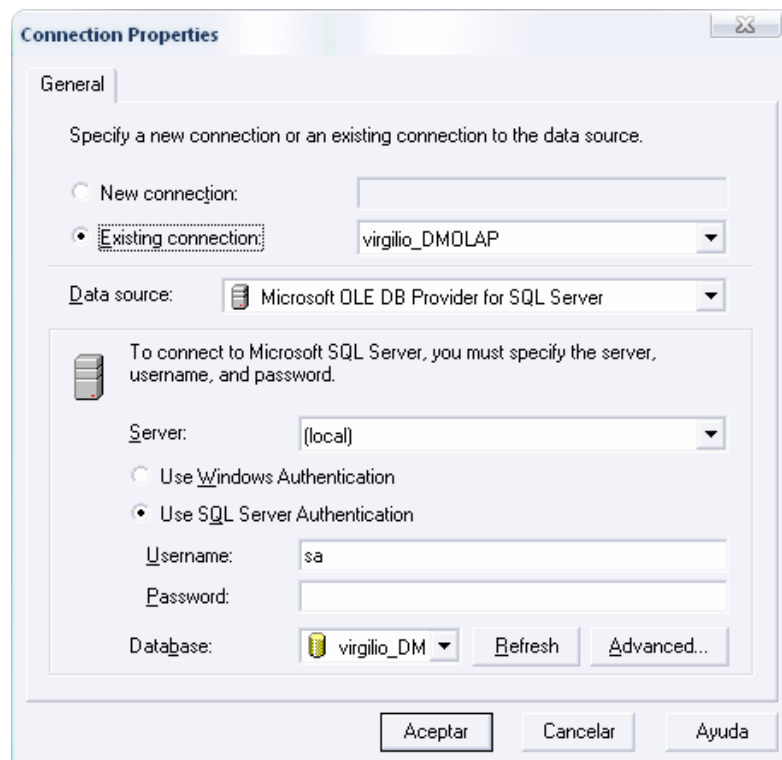 Connection Properties
General
Specify a new connection or an existing connection to the data source.
New connection:
Existing connection: virgilio_DMOLAP
Data source: Microsoft OLE DB Provider for SQL Server
To connect to Microsoft SQL Server, you must specify the server,
username, and password.
Server: (local)
Use Windows Authentication
Use SQL Server Authentication
Username: sa
Password:
Database: virgilio_DM Refresh Advanced...
Aceptar Cancelar Ayuda